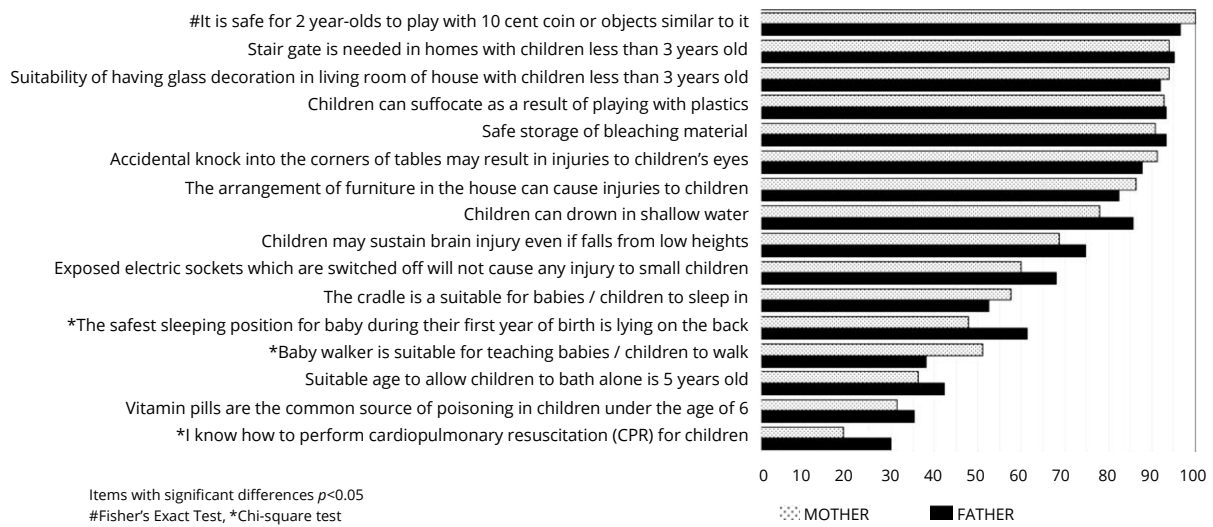 #It is safe for 2 year-olds to play with 10 cent coin or objects similar to it
Stair gate is needed in homes with children less than 3 years old
Suitability of having glass decoration in living room of house with children less than 3 years old
Children can suffocate as a result of playing with plastics
Safe storage of bleaching material
Accidental knock into the corners of tables may result in injuries to children’s eyes
The arrangement of furniture in the house can cause injuries to children
Children can drown in shallow water
Children may sustain brain injury even if falls from low heights
Exposed electric sockets which are switched off will not cause any injury to small children
The cradle is a suitable for babies / children to sleep in
*The safest sleeping position for baby during their first year of birth is lying on the back
*Baby walker is suitable for teaching babies / children to walk
Suitable age to allow children to bath alone is 5 years old
Vitamin pills are the common source of poisoning in children under the age of 6
*I know how to perform cardiopulmonary resuscitation (CPR) for children
0 10 20 30 40 50 60 70 80 90 100
Items with significant differences p<0.05
#Fisher’s Exact Test, *Chi-square test
MOTHER FATHER